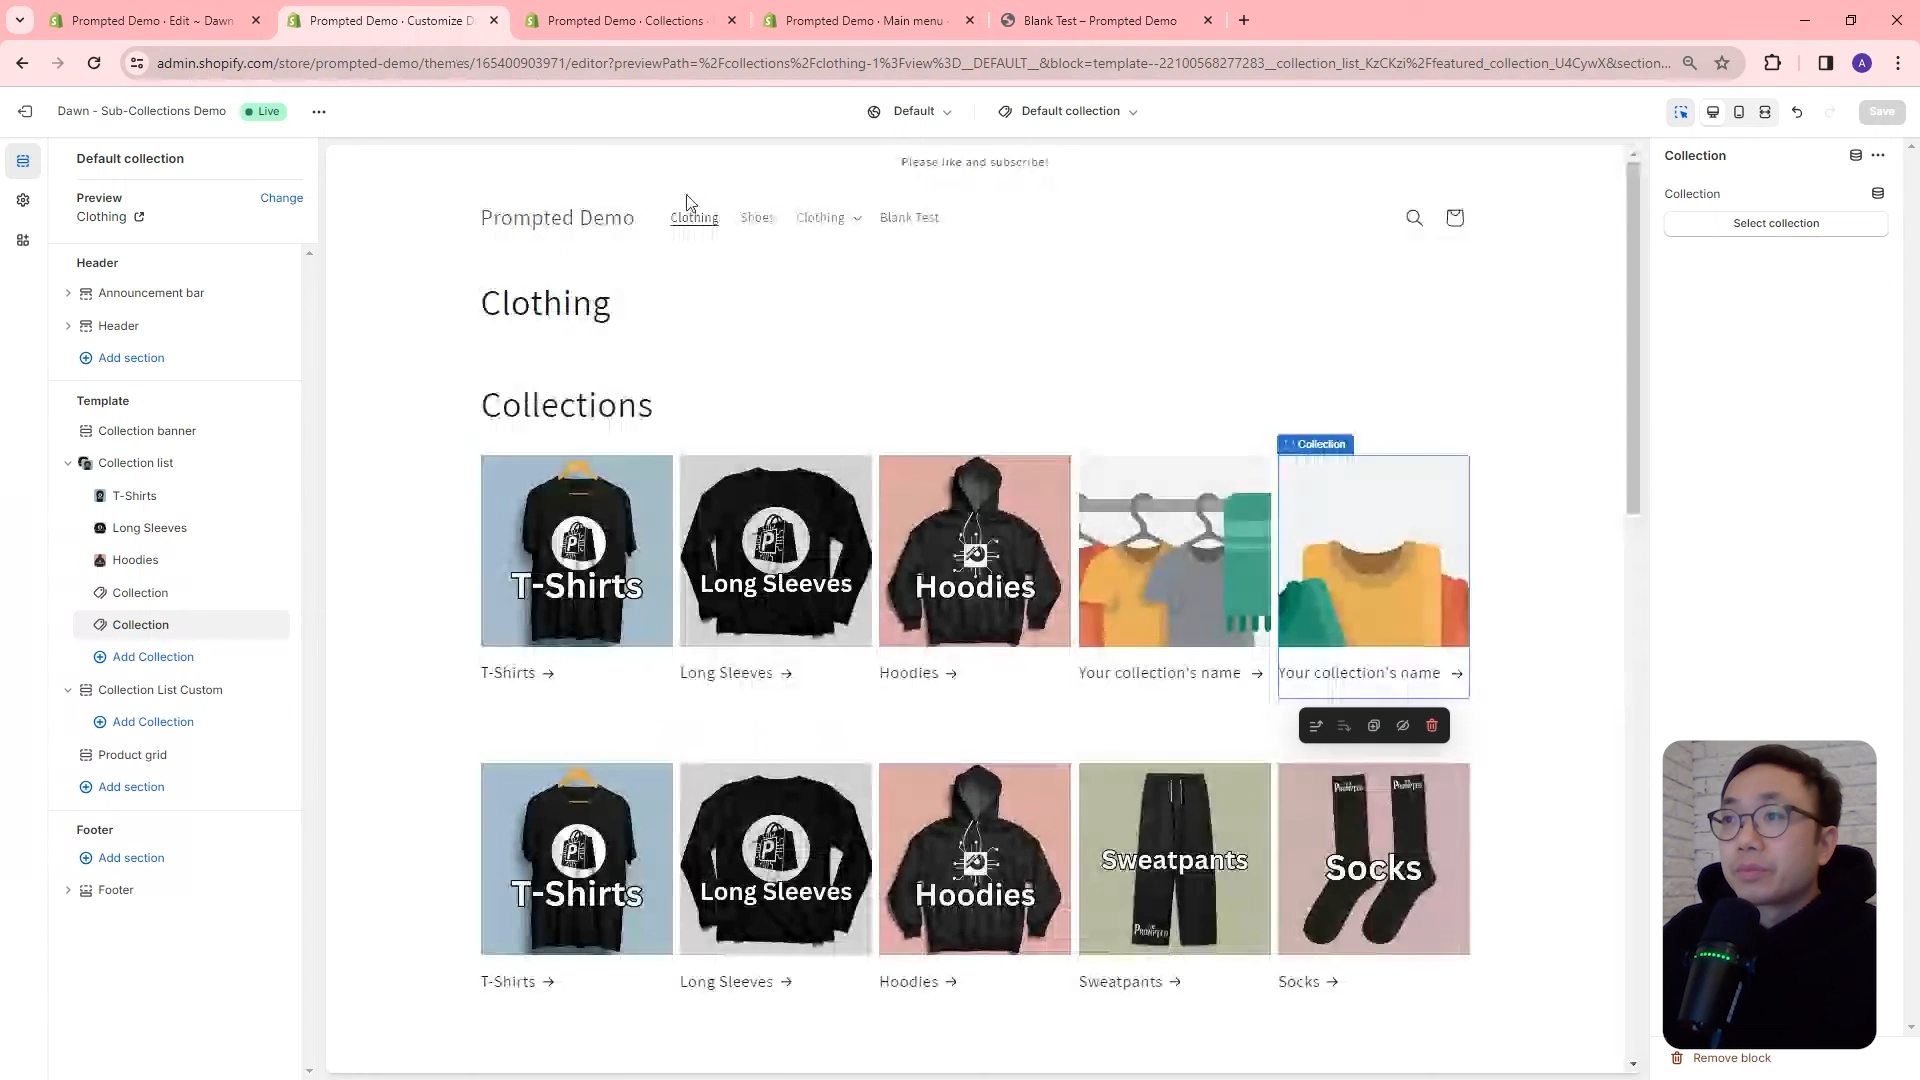 Prompted Demo · Edit ~ Dawn
Prompted Demo · Customize D
Prompted Demo · Collections ·
Prompted Demo · Main menu ·
Blank Test – Prompted Demo
admin.shopify.com/store/prompted-demo/themes/165400903971/editor?previewPath=%2Fcollections%2Fclothing-1%3Fview%3D__DEFAULT__&block=template--22100568277283__collection_list_KzCKzi%2Ffeatured_collection_U4CywX&section...
A
Dawn - Sub-Collections Demo
Live
Default
Default collection
Save
Default collection
Preview
Change
Clothing
Header
Announcement bar
Header
Add section
Template
Collection banner
Collection list
T-Shirts
Long Sleeves
Hoodies
Collection
Collection
Add Collection
Collection List Custom
Add Collection
Product grid
Add section
Footer
Add section
Footer
Please like and subscribe!
Prompted Demo
Clothing
Shoes
Clothing
Blank Test
Clothing
Collections
Collection
T-Shirts
Long Sleeves
Hoodies
T-Shirts →
Long Sleeves →
Hoodies →
Your collection's name →
Your collection's name →
T-Shirts
Long Sleeves
Hoodies
Sweatpants
Socks
T-Shirts →
Long Sleeves →
Hoodies →
Sweatpants →
Socks →
Collection
Collection
Select collection
Remove block